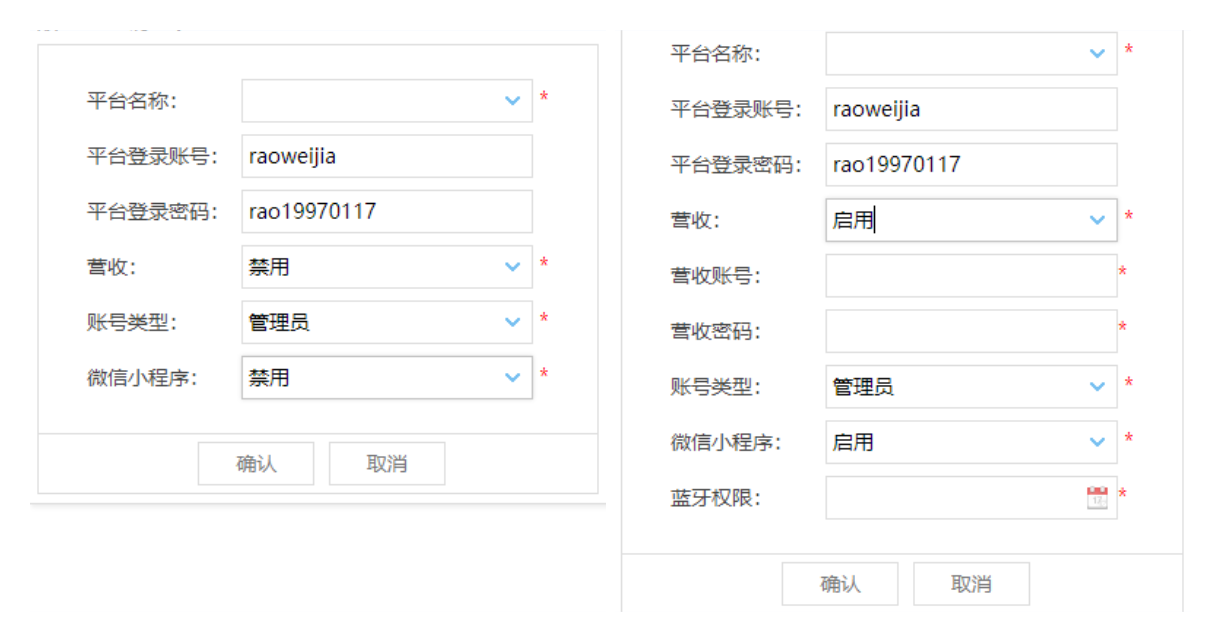 平台名称： *
平台登录账号： raoweijia
平台登录密码： rao19970117
营收： 禁用 *
账号类型： 管理员 *
微信小程序： 禁用 *
确认 取消
平台名称： *
平台登录账号： raoweijia
平台登录密码： rao19970117
营收： 启用 *
营收账号： *
营收密码： *
账号类型： 管理员 *
微信小程序： 启用 *
蓝牙权限： *
确认 取消